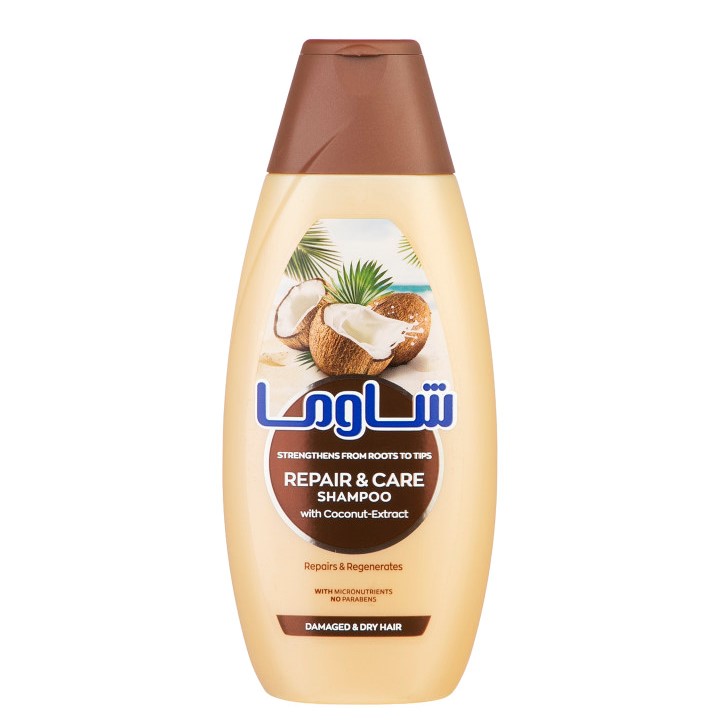 شاوما
STRENGTHENS FROM ROOTS TO TIPS
REPAIR & CARE
SHAMPOO
with Coconut-Extract
Repairs & Regenerates
WITH MICRONUTRIENTS
NO PARABENS
DAMAGED & DRY HAIR